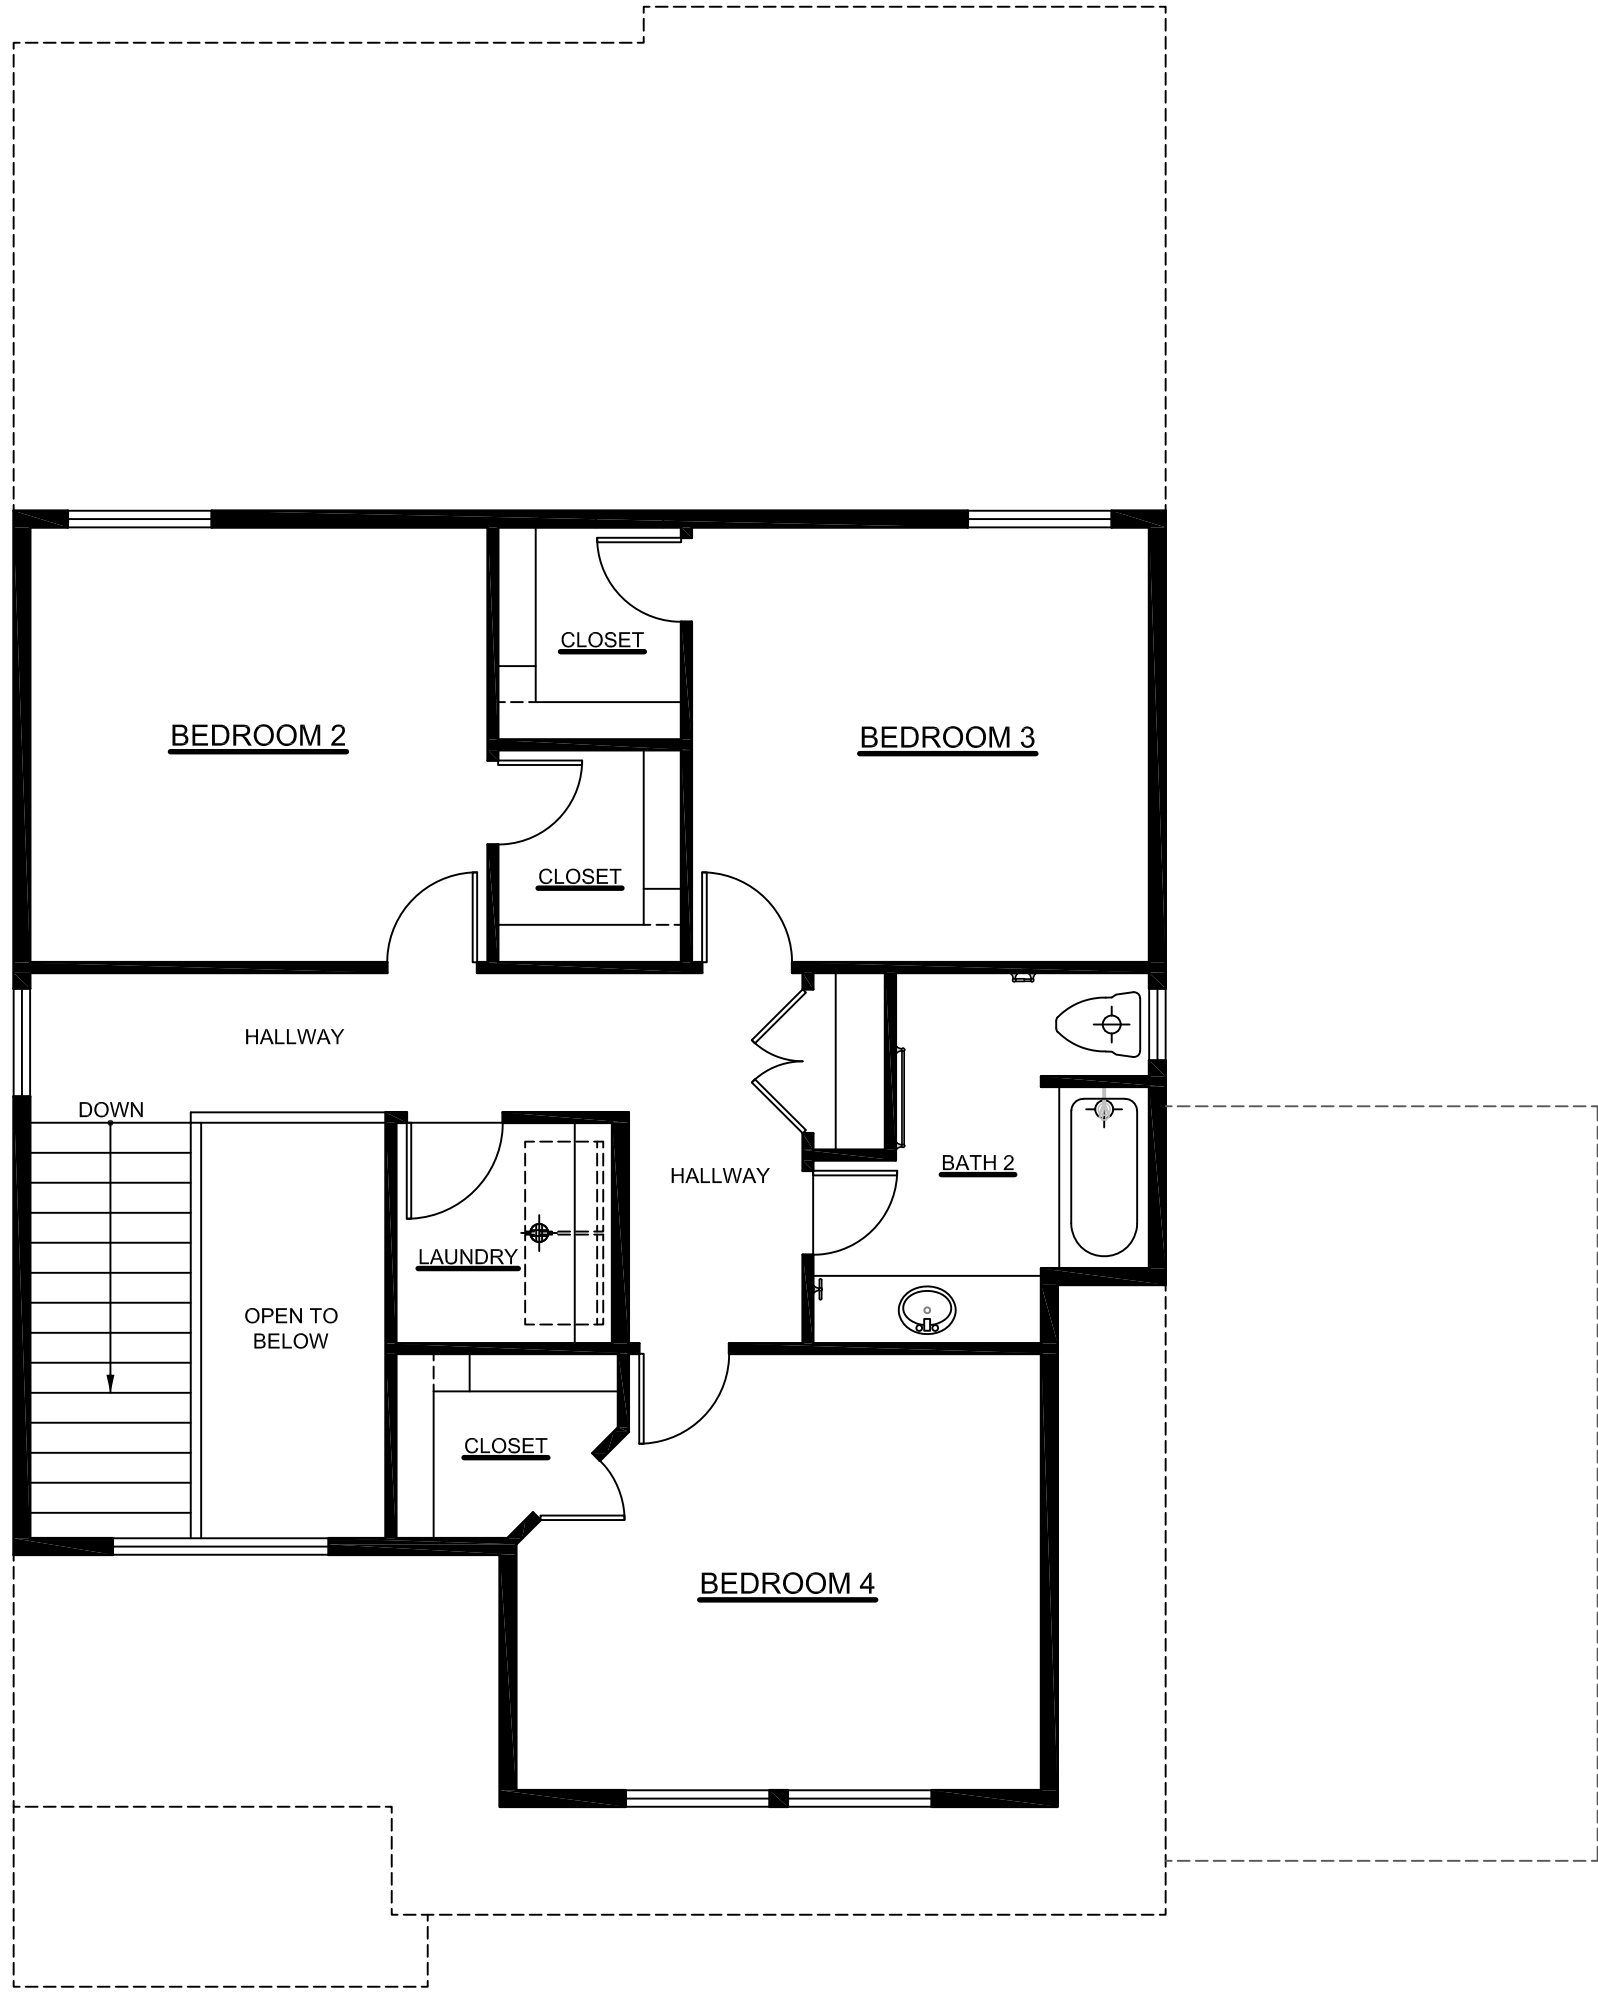 CLOSET
BEDROOM 2
BEDROOM 3
CLOSET
HALLWAY
DOWN
BATH 2
HALLWAY
LAUNDRY
OPEN TO
BELOW
CLOSET
BEDROOM 4